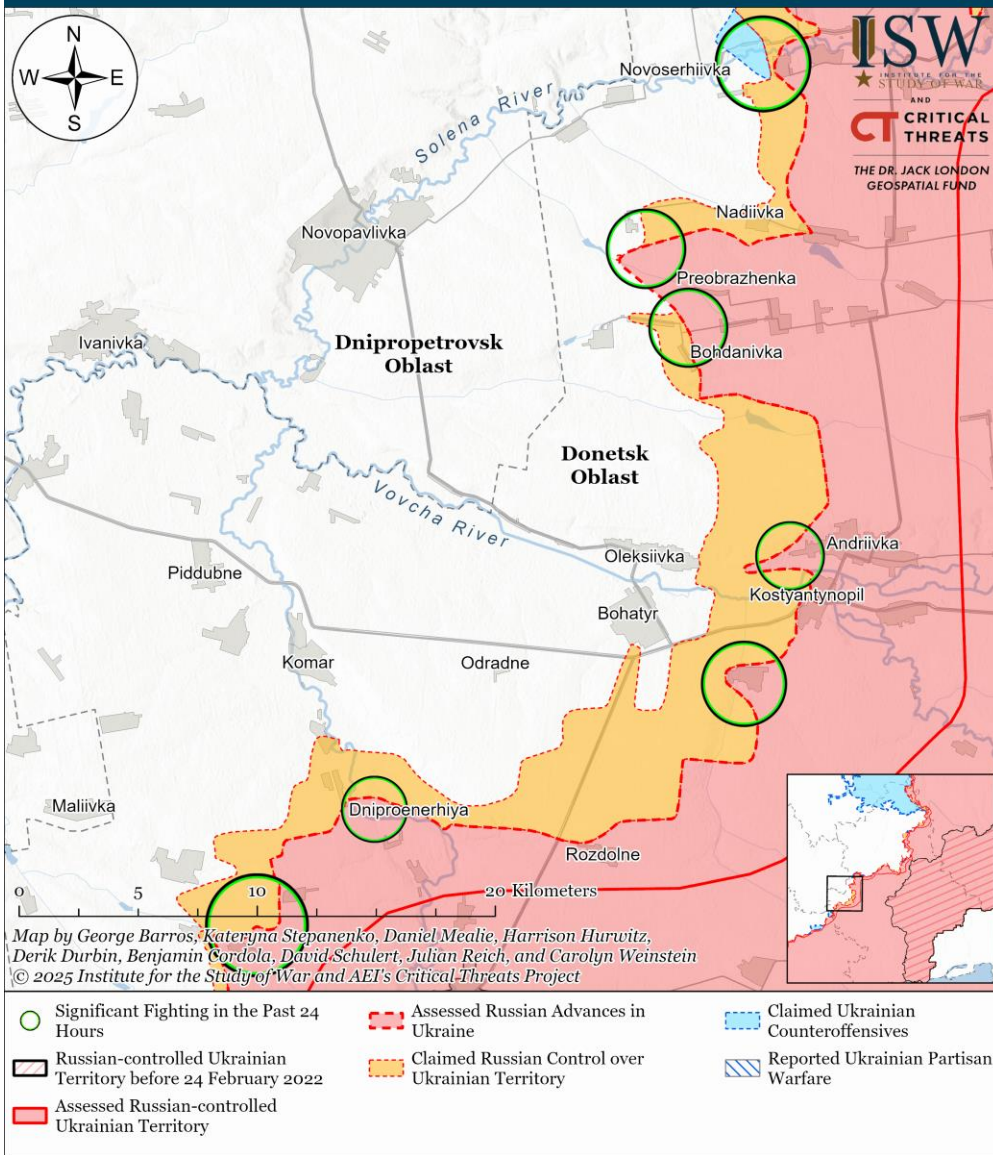 N
W E
S
ISW
INSTITUTE FOR THE
STUDY OF WAR
AND
CT CRITICAL
THREATS
THE DR. JACK LONDON
GEOSPATIAL FUND
Novoserhiivka
Solena River
Nadiivka
Novopavlivka
Preobrazhenka
Ivanivka
Dnipropetrovsk
Oblast
Bohdanivka
Donetsk
Oblast
Vovcha River
Andriivka
Oleksiivka
Piddubne
Kostyantynopil
Bohatyr
Komar
Odradne
Maliivka
Dniproenerhiya
Rozdolne
0 5 10 20 Kilometers
Map by George Barros, Kateryna Stepanenko, Daniel Mealie, Harrison Hurwitz,
Derik Durbin, Benjamin Cordola, David Schulert, Julian Reich, and Carolyn Weinstein
© 2025 Institute for the Study of War and AEI's Critical Threats Project
Significant Fighting in the Past 24
Hours
Russian-controlled Ukrainian
Territory before 24 February 2022
Assessed Russian-controlled
Ukrainian Territory
Assessed Russian Advances in
Ukraine
Claimed Russian Control over
Ukrainian Territory
Claimed Ukrainian
Counteroffensives
Reported Ukrainian Partisan
Warfare